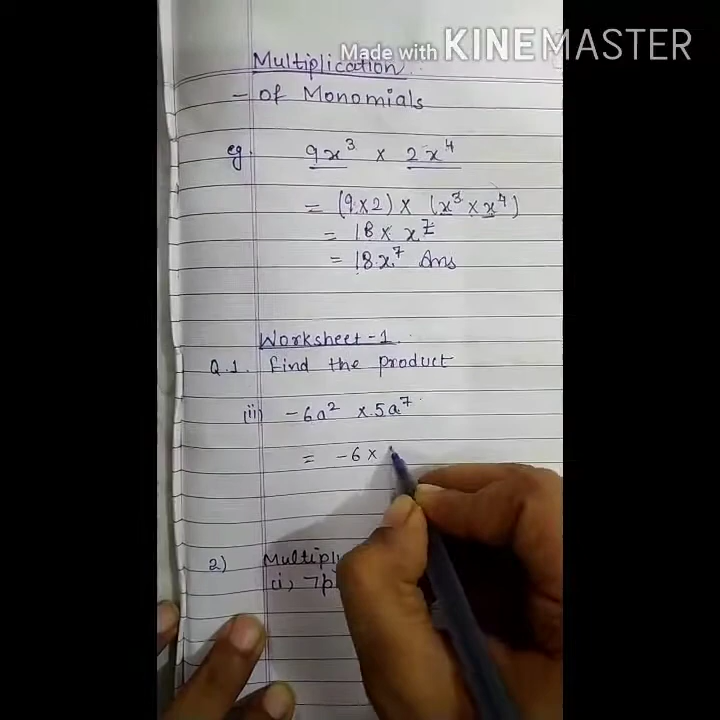 Made with KINEMASTER
Multiplication
- of Monomials
eg. 9x³ × 2x⁴
= (9×2) × (x³ × x⁴)
= 18 × x⁷
= 18x⁷ Ans
Worksheet-1
Q.1. Find the product
(ii) -6a² × 5a⁷
= -6 ×
2)
(i) 7p